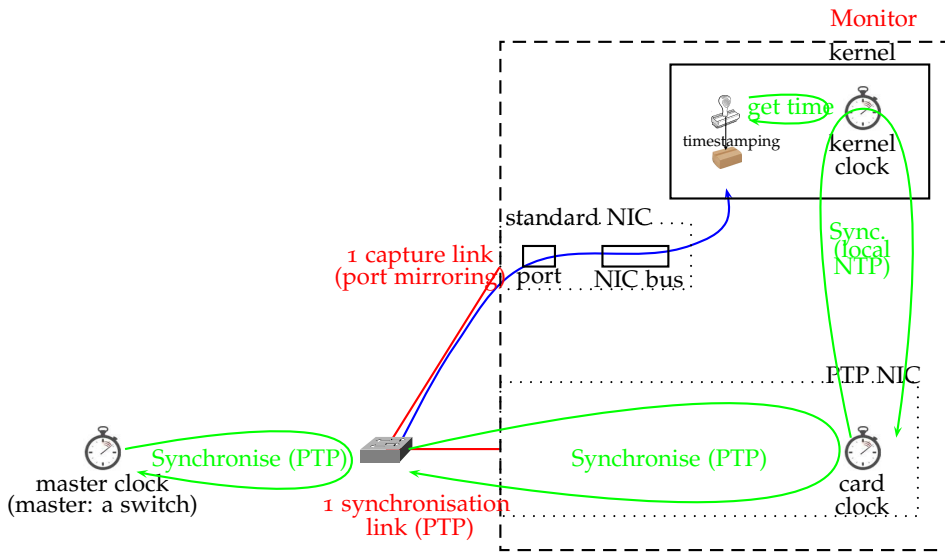 Monitor
kernel
get time
timestamping
kernel
clock
standard NIC
1 capture link
(port mirroring)
port
NIC bus
Sync.
(local
NTP)
PTP NIC
Synchronise (PTP)
Synchronise (PTP)
master clock
(master: a switch)
1 synchronisation
link (PTP)
card
clock